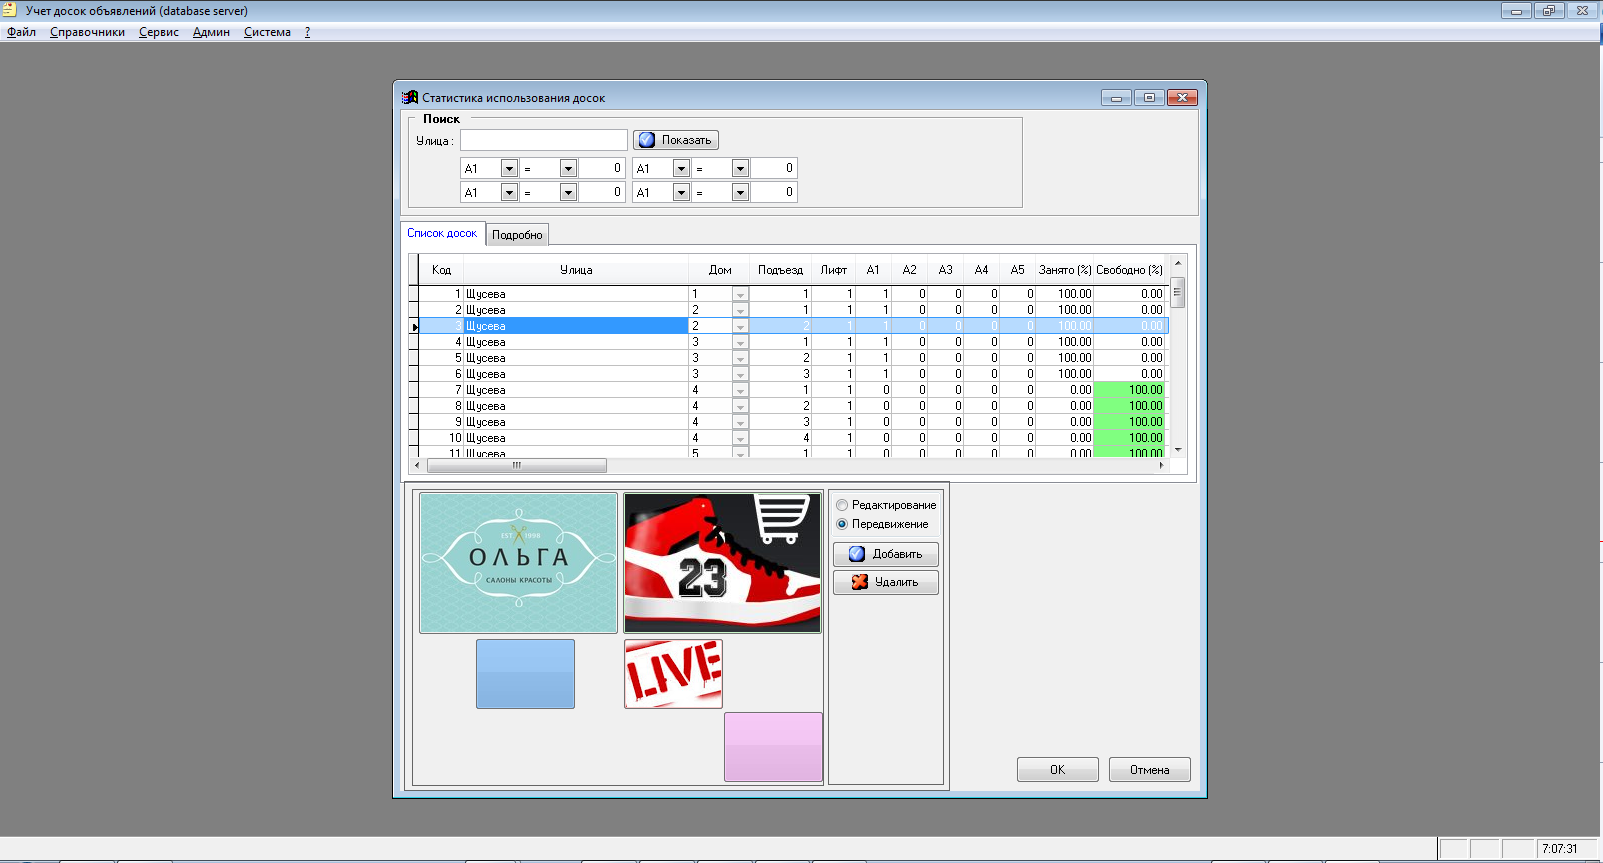 Учет досок объявлений (database server)
Файл Справочники Сервис Админ Система ?
Статистика использования досок
Поиск
Улица : Показать
A1 = 0 A1 = 0
A1 = 0 A1 = 0
Список досок Подробно
Код Улица Дом Подъезд Лифт A1 A2 A3 A4 A5 Занято (%) Свободно (%)
1 Щусева 1 1 1 1 0 0 0 0 100.00 0.00
2 Щусева 2 1 1 1 0 0 0 0 100.00 0.00
3 Щусева 2 2 1 1 0 0 0 0 100.00 0.00
4 Щусева 3 1 1 1 0 0 0 0 100.00 0.00
5 Щусева 3 2 1 1 0 0 0 0 100.00 0.00
6 Щусева 3 3 1 1 0 0 0 0 100.00 0.00
7 Щусева 4 1 1 0 0 0 0 0 0.00 100.00
8 Щусева 4 2 1 0 0 0 0 0 0.00 100.00
9 Щусева 4 3 1 0 0 0 0 0 0.00 100.00
10 Щусева 4 4 1 0 0 0 0 0 0.00 100.00
11 Щусева 5 1 1 0 0 0 0 0 0.00 100.00
EST 1998
ОЛЬГА
САЛОНЫ КРАСОТЫ
23
LIVE
Редактирование
Передвижение
Добавить
Удалить
OK Отмена
7:07:31